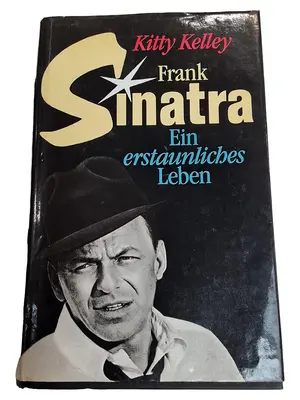 Kitty Kelley
Frank
Sinatra
Ein
erstaunliches
Leben